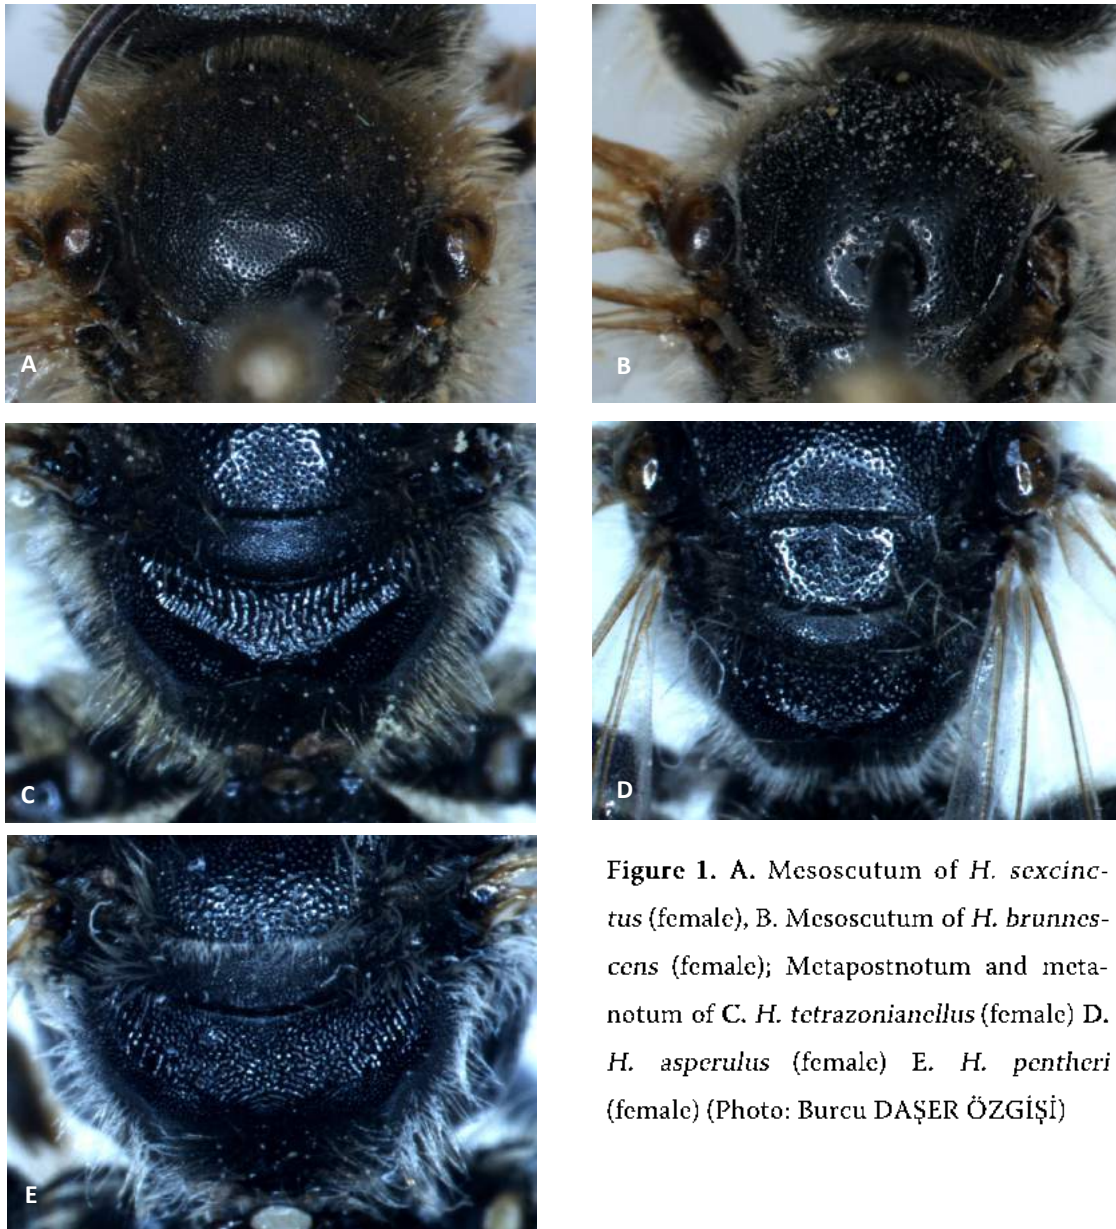 A
B
C
D
E
Figure 1. A. Mesoscutum of H. sexcinc-
tus (female), B. Mesoscutum of H. brunnes-
cens (female); Metapostnotum and meta-
notum of C. H. tetrazonianellus (female) D.
H. asperulus (female) E. H. pentheri
(female) (Photo: Burcu DAŞER ÖZGİŞİ)